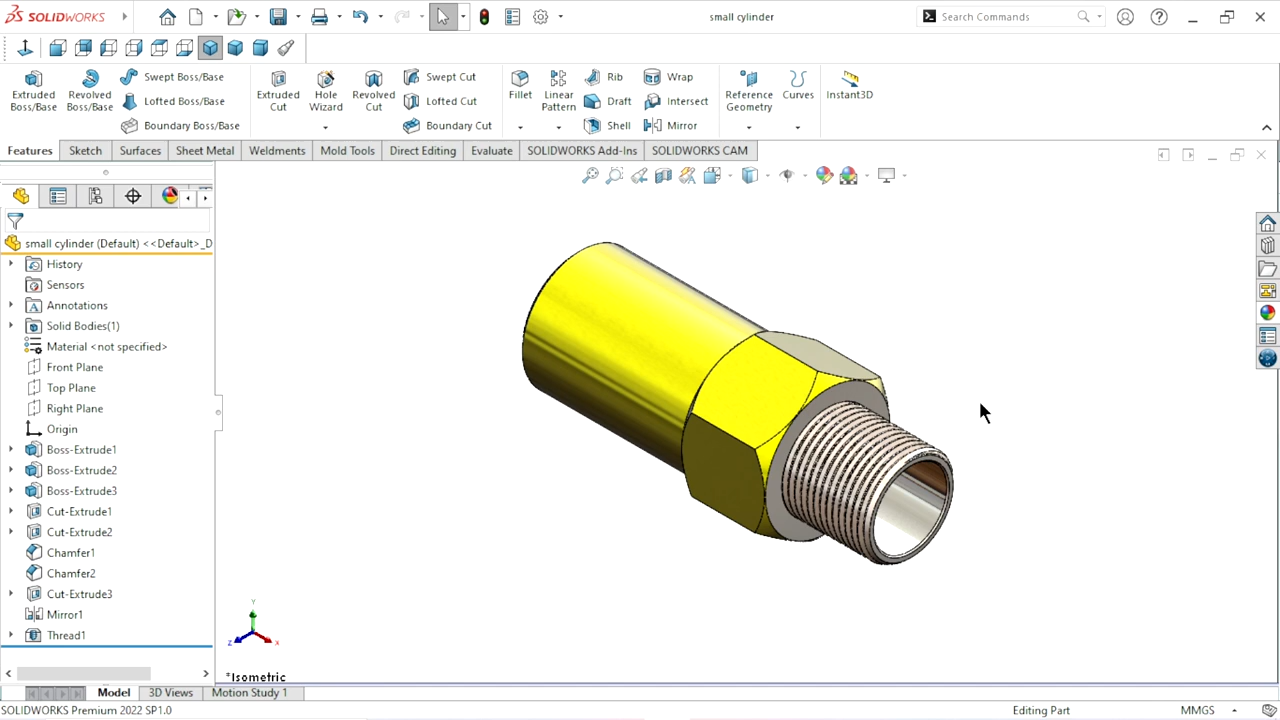 SOLIDWORKS
small cylinder
Search Commands
Extruded Boss/Base
Revolved Boss/Base
Swept Boss/Base
Lofted Boss/Base
Boundary Boss/Base
Extruded Cut
Hole Wizard
Revolved Cut
Swept Cut
Lofted Cut
Boundary Cut
Fillet
Linear Pattern
Rib
Draft
Shell
Wrap
Intersect
Mirror
Reference Geometry
Curves
Instant3D
Features
Sketch
Surfaces
Sheet Metal
Weldments
Mold Tools
Direct Editing
Evaluate
SOLIDWORKS Add-Ins
SOLIDWORKS CAM
small cylinder (Default) <<Default>_D
History
Sensors
Annotations
Solid Bodies(1)
Material <not specified>
Front Plane
Top Plane
Right Plane
Origin
Boss-Extrude1
Boss-Extrude2
Boss-Extrude3
Cut-Extrude1
Cut-Extrude2
Chamfer1
Chamfer2
Cut-Extrude3
Mirror1
Thread1
Y
Z
X
*Isometric
Model
3D Views
Motion Study 1
SOLIDWORKS Premium 2022 SP1.0
Editing Part
MMGS